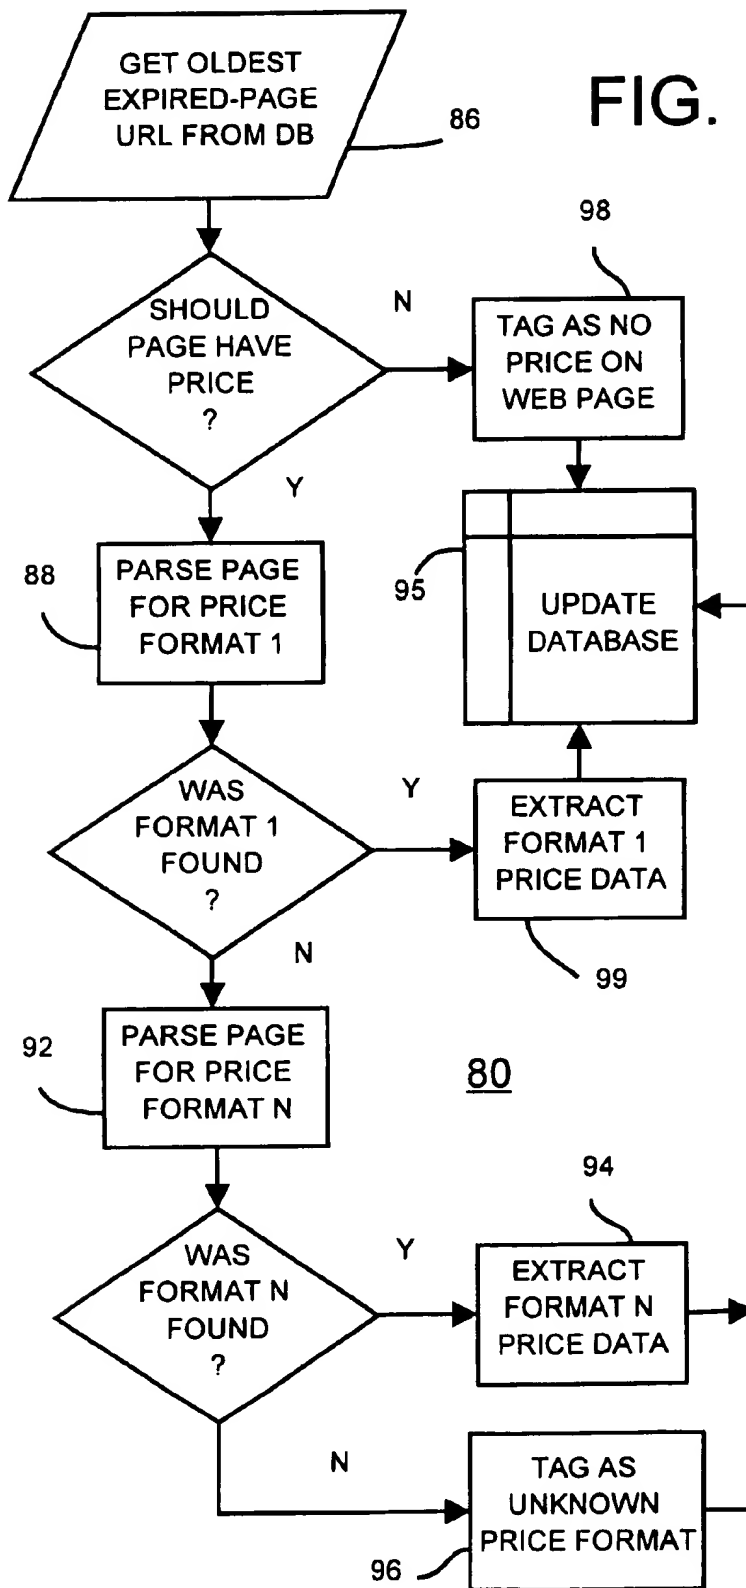 GET OLDEST
EXPIRED-PAGE
URL FROM DB
FIG.
86
98
SHOULD
PAGE HAVE
PRICE
?
N
TAG AS NO
PRICE ON
WEB PAGE
Y
88
PARSE PAGE
FOR PRICE
FORMAT 1
95
UPDATE
DATABASE
WAS
FORMAT 1
FOUND
?
Y
EXTRACT
FORMAT 1
PRICE DATA
N
99
92
PARSE PAGE
FOR PRICE
FORMAT N
80
94
WAS
FORMAT N
FOUND
?
Y
EXTRACT
FORMAT N
PRICE DATA
N
TAG AS
UNKNOWN
PRICE FORMAT
96